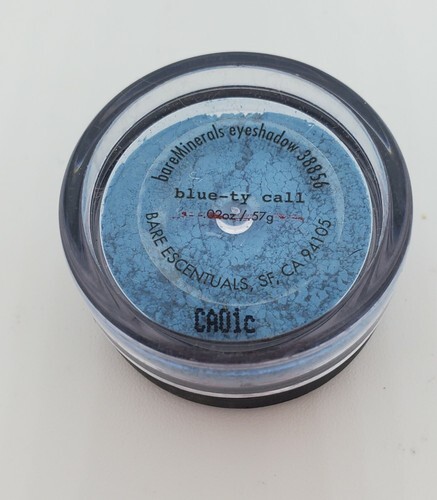 bareMinerals eyeshadow 38856
blue-ty call
.02oz/.57g
BARE ESCENTUALS, SF, CA 94105
CA01c